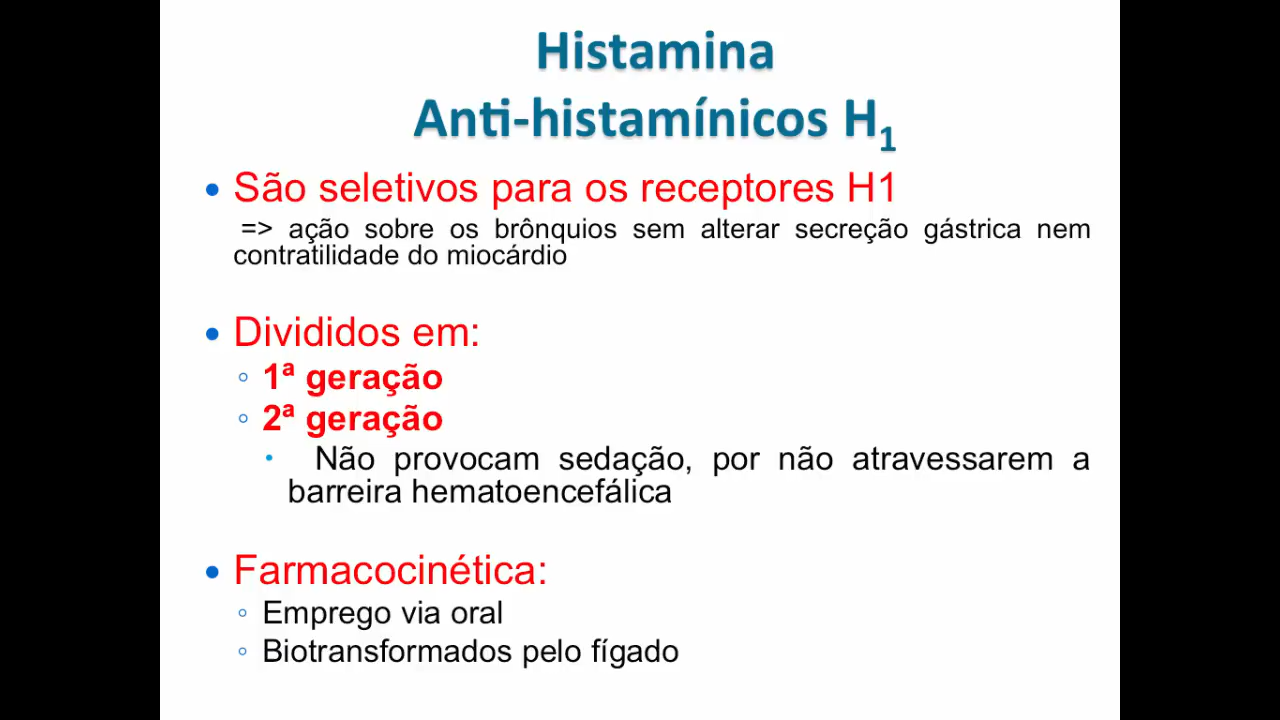 Histamina
Anti-histamínicos H1
• São seletivos para os receptores H1
=> ação sobre os brônquios sem alterar secreção gástrica nem
contratilidade do miocárdio
• Divididos em:
◦ 1ª geração
◦ 2ª geração
• Não provocam sedação, por não atravessarem a
barreira hematoencefálica
• Farmacocinética:
◦ Emprego via oral
◦ Biotransformados pelo fígado